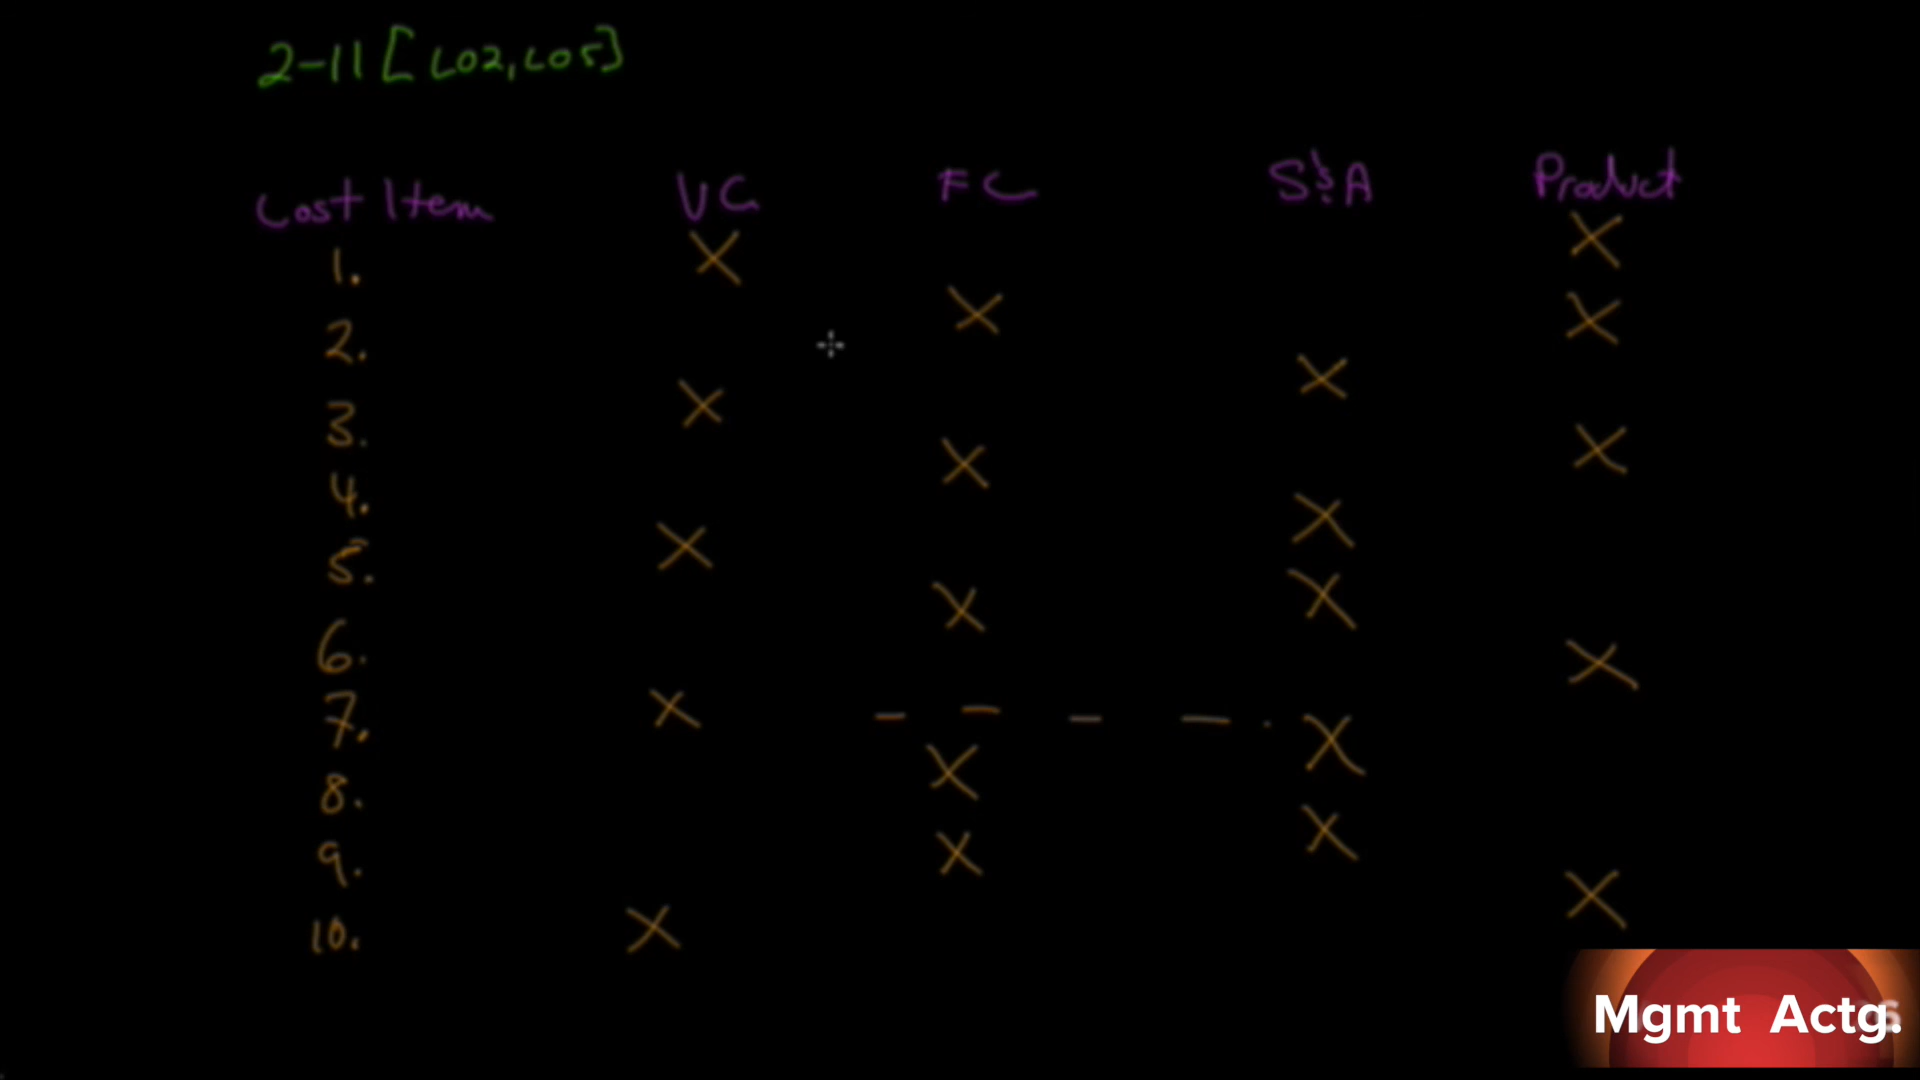 2-11 [LO2, LO5]
Cost Item VC FC S&A Product
1. X X
2. X X
3. X X
4. X X
5. X X
6. X X
7. X - - - - . X
8. X X
9. X X
10. X X
Mgmt Actg.